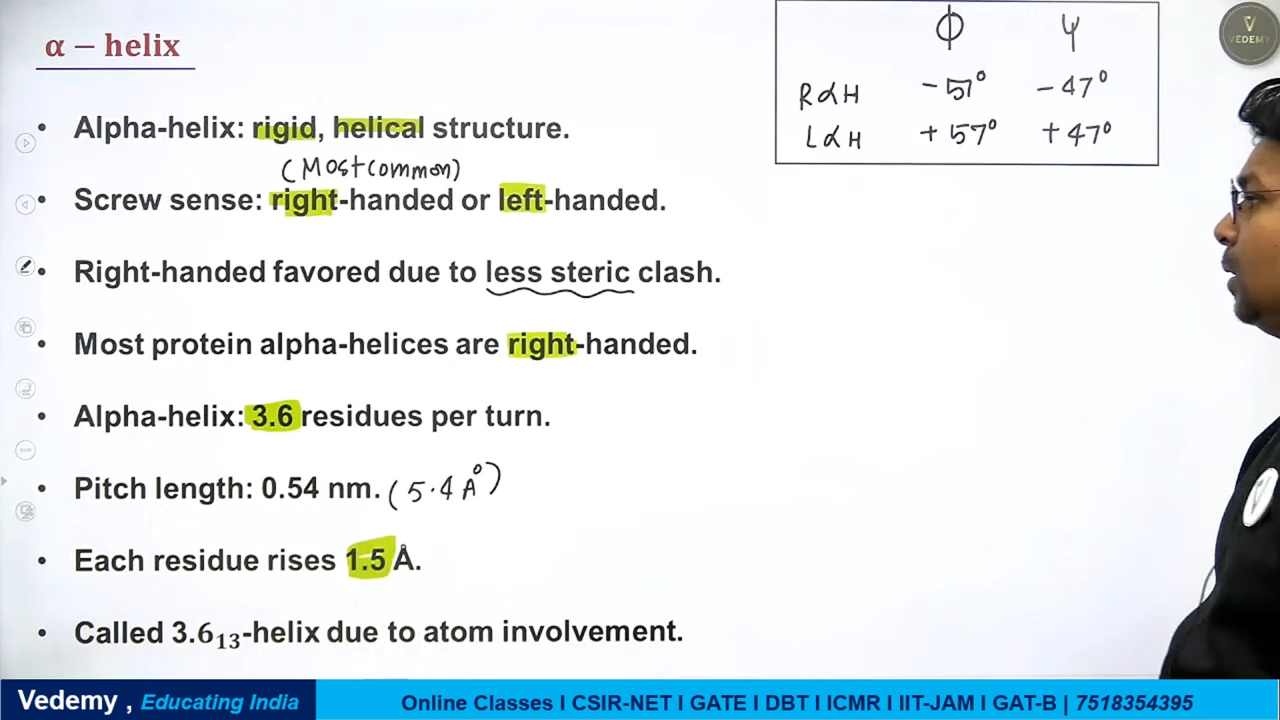 α – helix
• Alpha-helix: rigid, helical structure.
(Most common)
• Screw sense: right-handed or left-handed.
• Right-handed favored due to less steric clash.
• Most protein alpha-helices are right-handed.
• Alpha-helix: 3.6 residues per turn.
• Pitch length: 0.54 nm. (5.4 A°)
• Each residue rises 1.5 Å.
• Called 3.6₁₃-helix due to atom involvement.
ϕ ψ
RαH -57° -47°
LαH +57° +47°
V
VEDEMY
Vedemy , Educating India
Online Classes I CSIR-NET I GATE I DBT I ICMR I IIT-JAM I GAT-B | 7518354395